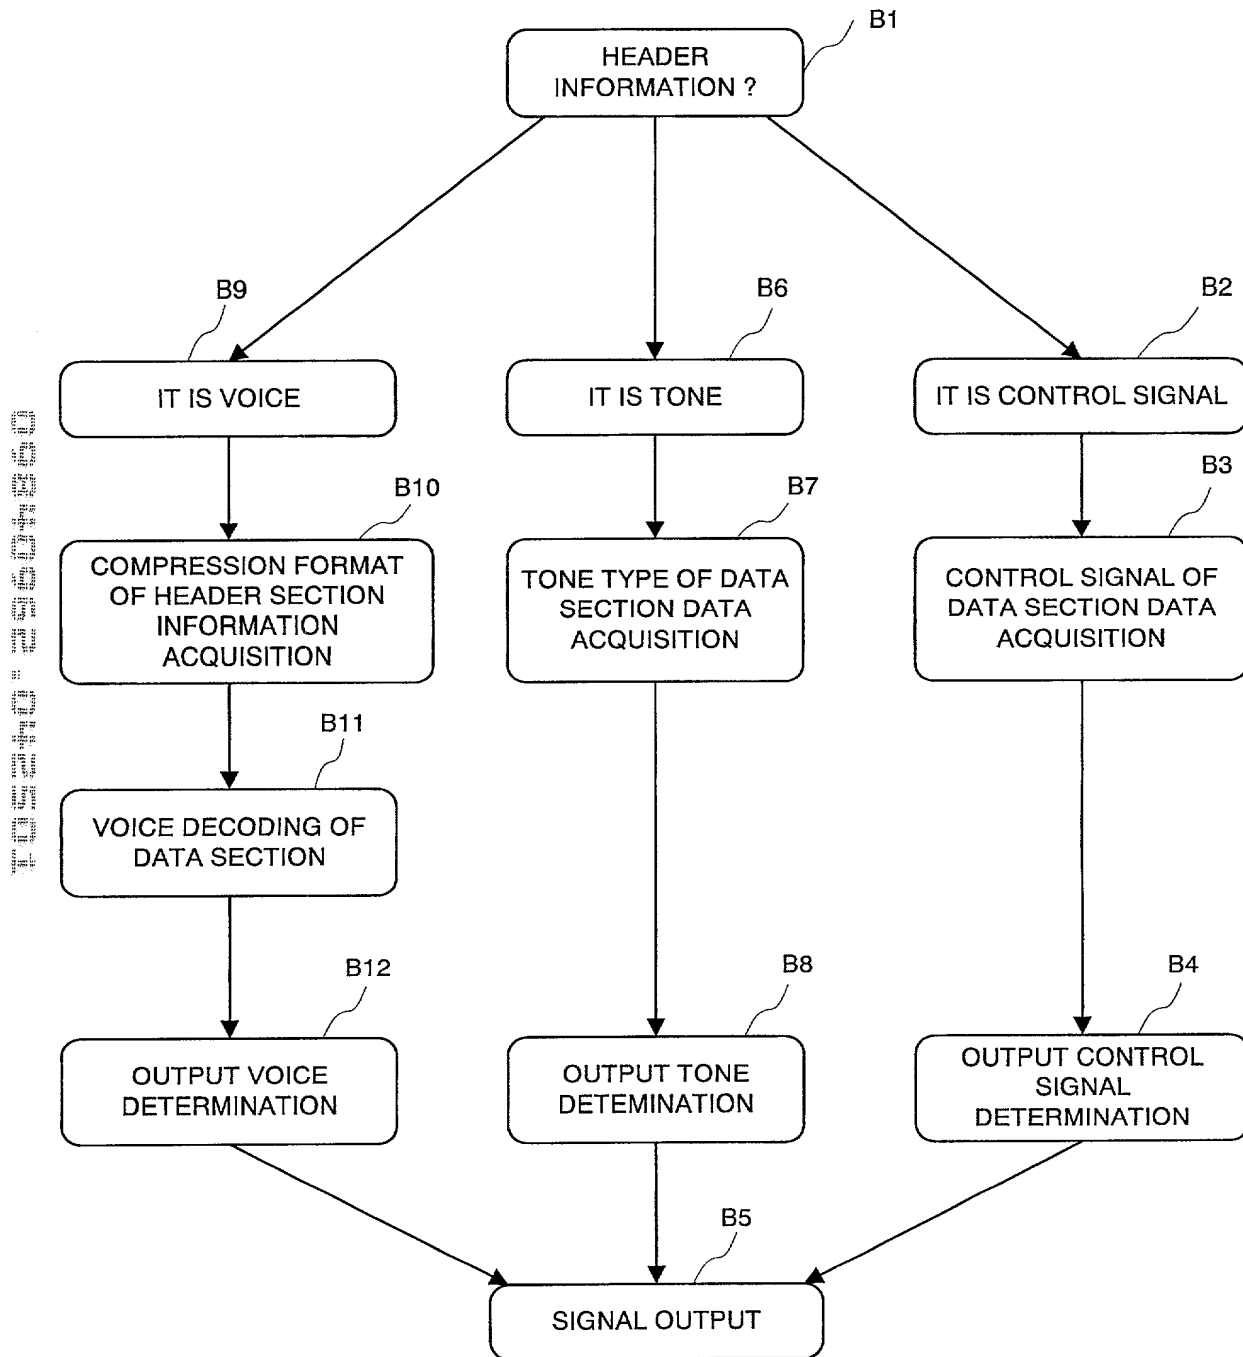 B1
HEADER
INFORMATION ?
B9
B6
B2
IT IS VOICE
IT IS TONE
IT IS CONTROL SIGNAL
B10
B7
B3
COMPRESSION FORMAT
OF HEADER SECTION
INFORMATION
ACQUISITION
TONE TYPE OF DATA
SECTION DATA
ACQUISITION
CONTROL SIGNAL OF
DATA SECTION DATA
ACQUISITION
B11
VOICE DECODING OF
DATA SECTION
B12
B8
B4
OUTPUT VOICE
DETERMINATION
OUTPUT TONE
DETEMINATION
OUTPUT CONTROL
SIGNAL
DETERMINATION
B5
SIGNAL OUTPUT